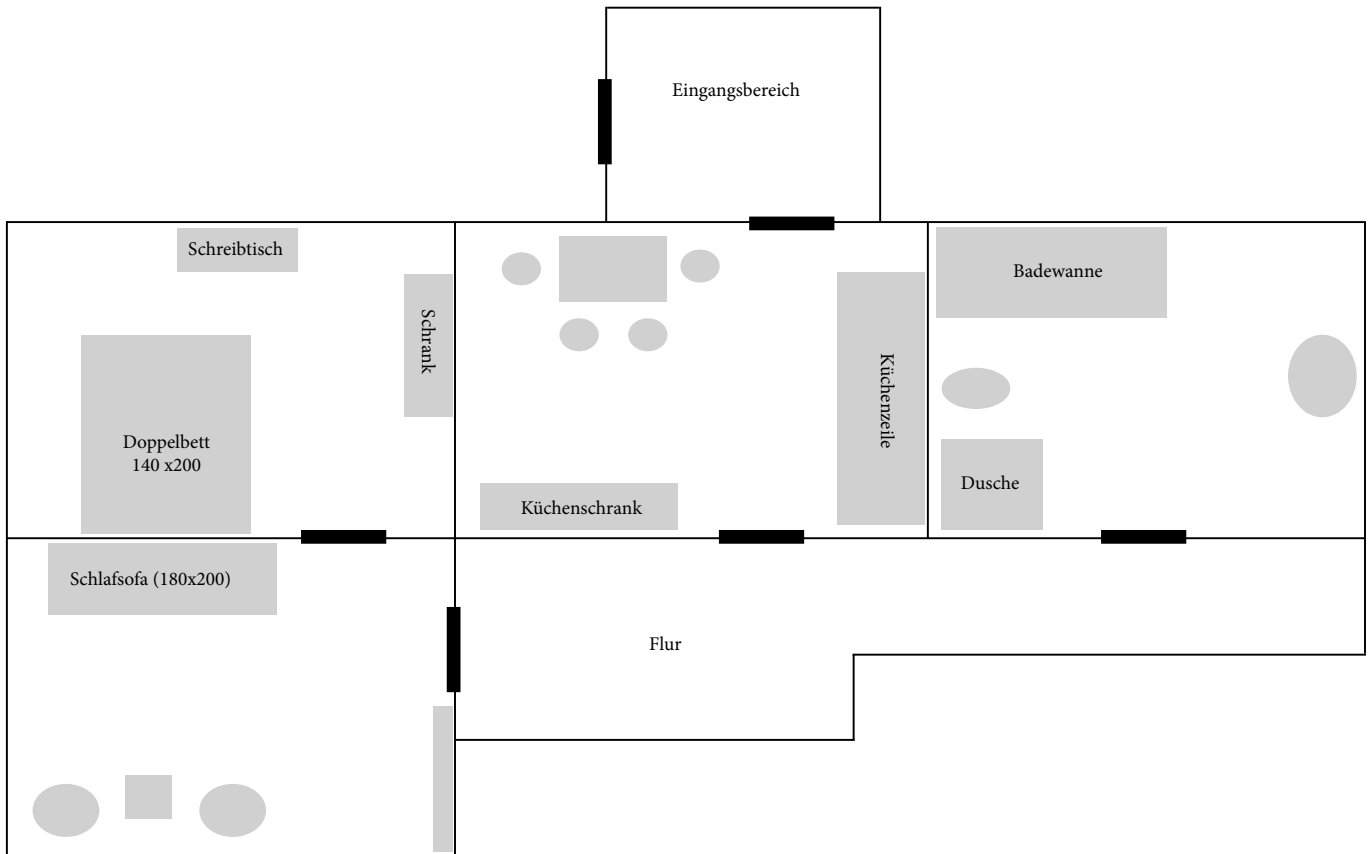 Eingangsbereich
Schreibtisch
Badewanne
Schrank
Küchenzeile
Doppelbett
140 x200
Dusche
Küchenschrank
Schlafsofa (180x200)
Flur